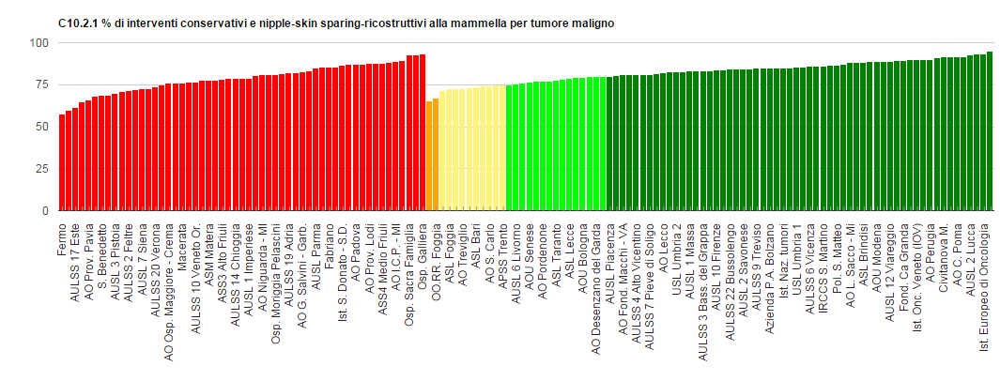 C10.2.1 % di interventi conservativi e nipple-skin sparing-ricostruttivi alla mammella per tumore maligno
100
75
50
25
0
Fermo
AULSS 17 Este
AO Prov. Pavia
S. Benedetto
AUSL 3 Pistoia
AULSS 2 Feltre
AUSL 7 Siena
AULSS 20 Verona
AO Osp. Maggiore - Crema
Macerata
AULSS 10 Veneto Or.
ASM Matera
ASS3 Alto Friuli
AULSS 14 Chioggia
AUSL 1 Imperiese
AO Niguarda - MI
Osp. Moriggia Pelascini
AULSS 19 Adria
AO G. Salvini - Garb.
AUSL Parma
Fabriano
Ist. S. Donato - S.D.
AO Padova
AO Prov. Lodi
ASS4 Medio Friuli
AO I.C.P. - MI
Osp. Sacra Famiglia
Osp. Galliera
OO.RR. Foggia
ASL Foggia
AO Treviglio
ASL Bari
AO S. Carlo
APSS Trento
AUSL 6 Livorno
AOU Senese
AO Pordenone
ASL Taranto
ASL Lecce
AOU Bologna
AO Desenzano del Garda
AUSL Piacenza
AO Fond. Macchi - VA
AULSS 4 Alto Vicentino
AULSS 7 Pieve di Soligo
AO Lecco
USL Umbria 2
AUSL 1 Massa
AULSS 3 Bass. del Grappa
AUSL 10 Firenze
AULSS 22 Bussolengo
AUSL 2 Savonese
AULSS 9 Treviso
Azienda P. A. Bolzano
Ist. Naz. tumori
USL Umbria 1
AULSS 6 Vicenza
IRCCS S. Martino
Pol. S. Matteo
AO L. Sacco - MI
ASL Brindisi
AOU Modena
AUSL 12 Viareggio
Fond. Ca Granda
Ist. Onc. Veneto (IOV)
AO Perugia
Civitanova M.
AO C. Poma
AUSL 2 Lucca
Ist. Europeo di Oncologia